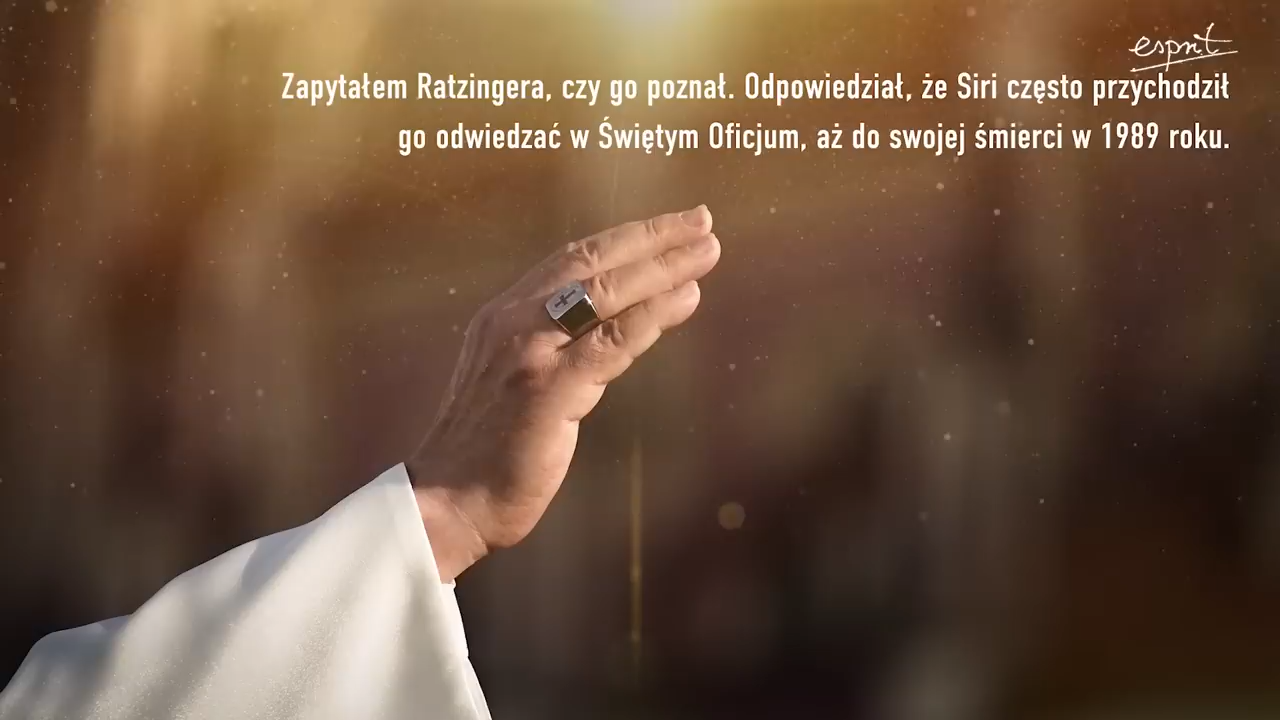 esprit
Zapytałem Ratzingera, czy go poznał. Odpowiedział, że Siri często przychodził
go odwiedzać w Świętym Oficjum, aż do swojej śmierci w 1989 roku.